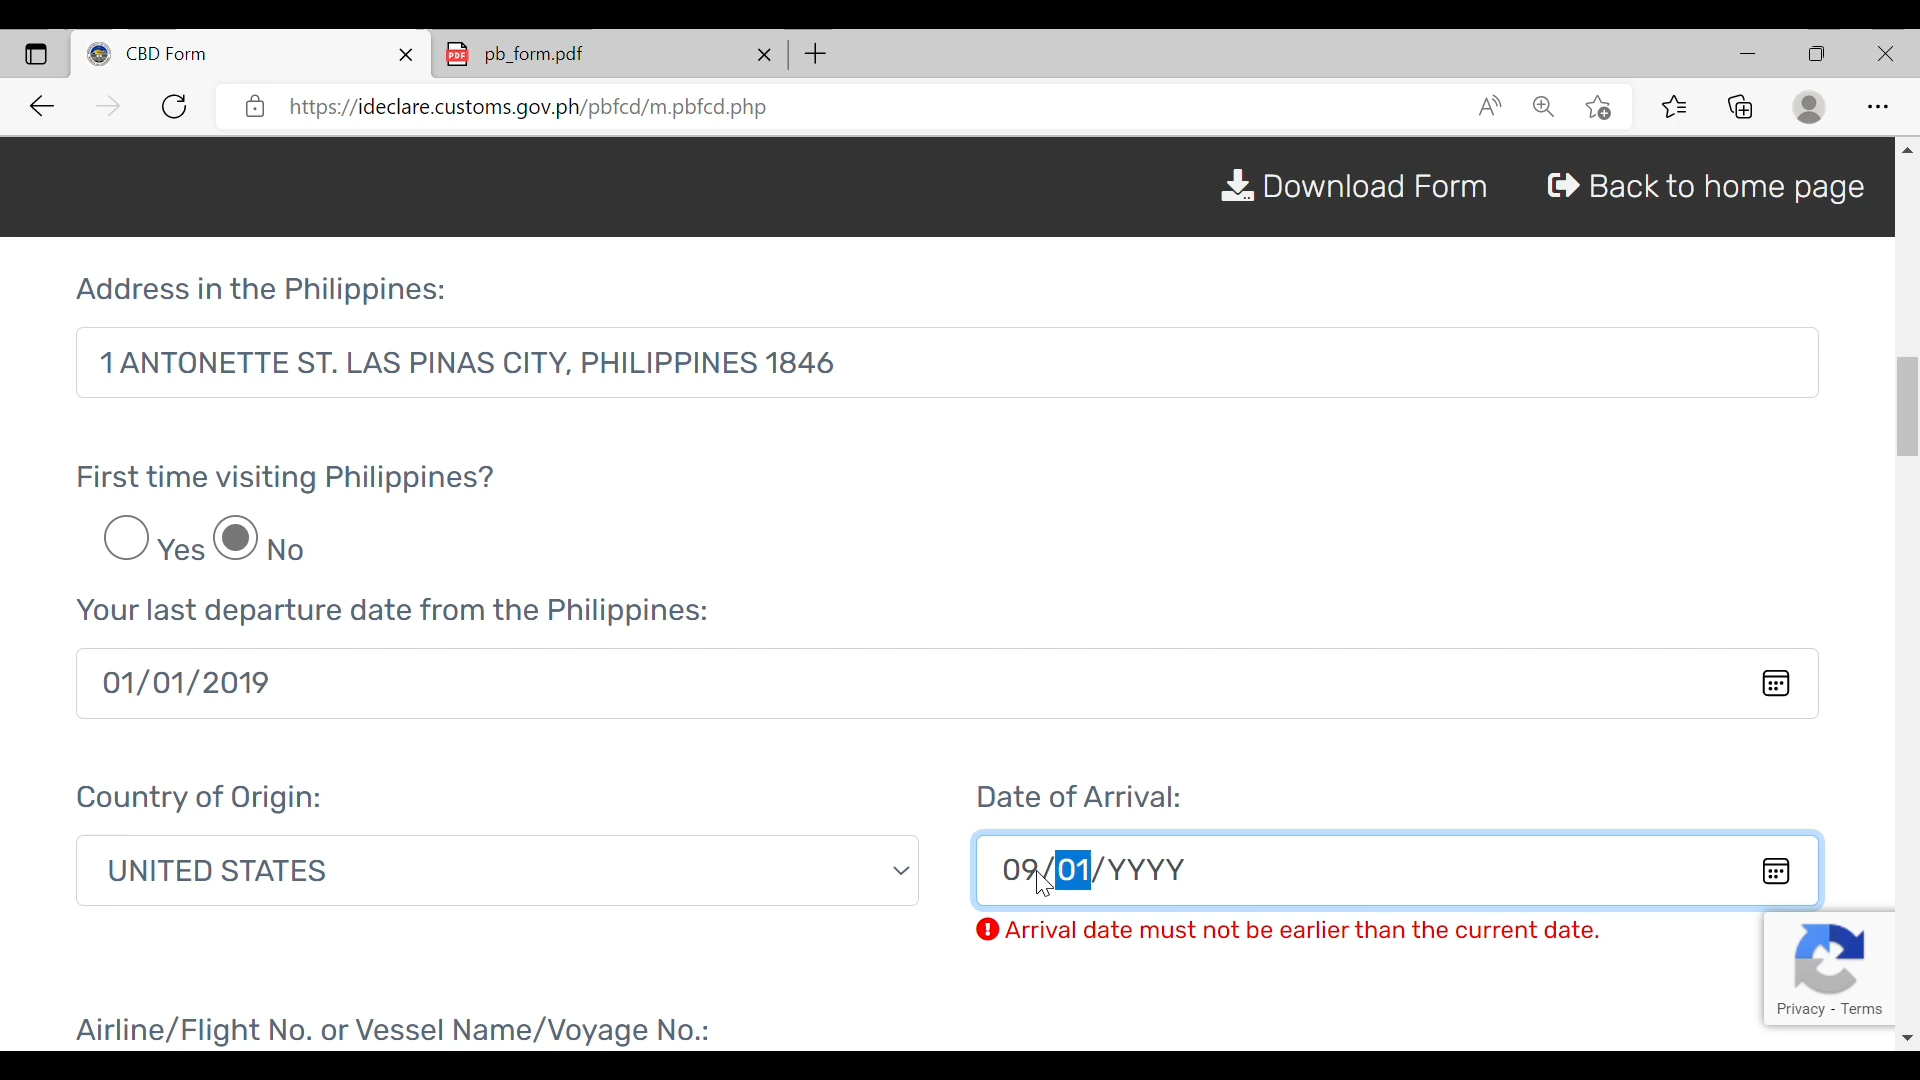 CBD Form
pb_form.pdf
https://ideclare.customs.gov.ph/pbfcd/m.pbfcd.php
Download Form
Back to home page
Address in the Philippines:
1 ANTONETTE ST. LAS PINAS CITY, PHILIPPINES 1846
First time visiting Philippines?
Yes No
Your last departure date from the Philippines:
01/01/2019
Country of Origin:
Date of Arrival:
UNITED STATES
09/01/YYYY
Arrival date must not be earlier than the current date.
Privacy - Terms
Airline/Flight No. or Vessel Name/Voyage No.: